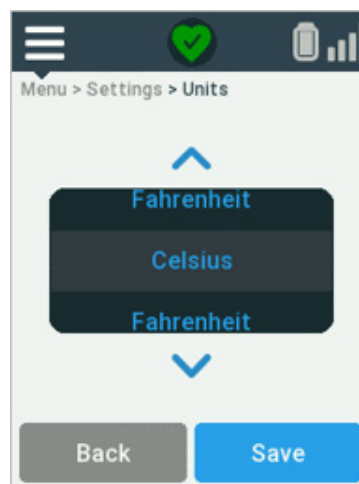 Menu > Settings > Units
Fahrenheit
Celsius
Fahrenheit
Back Save